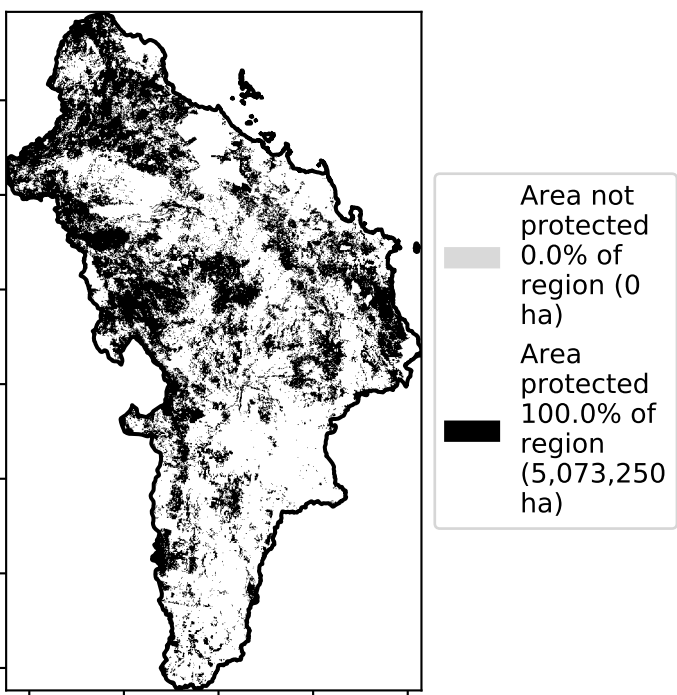 Area not
protected
0.0% of
region (0
ha)
Area
protected
100.0% of
region
(5,073,250
ha)